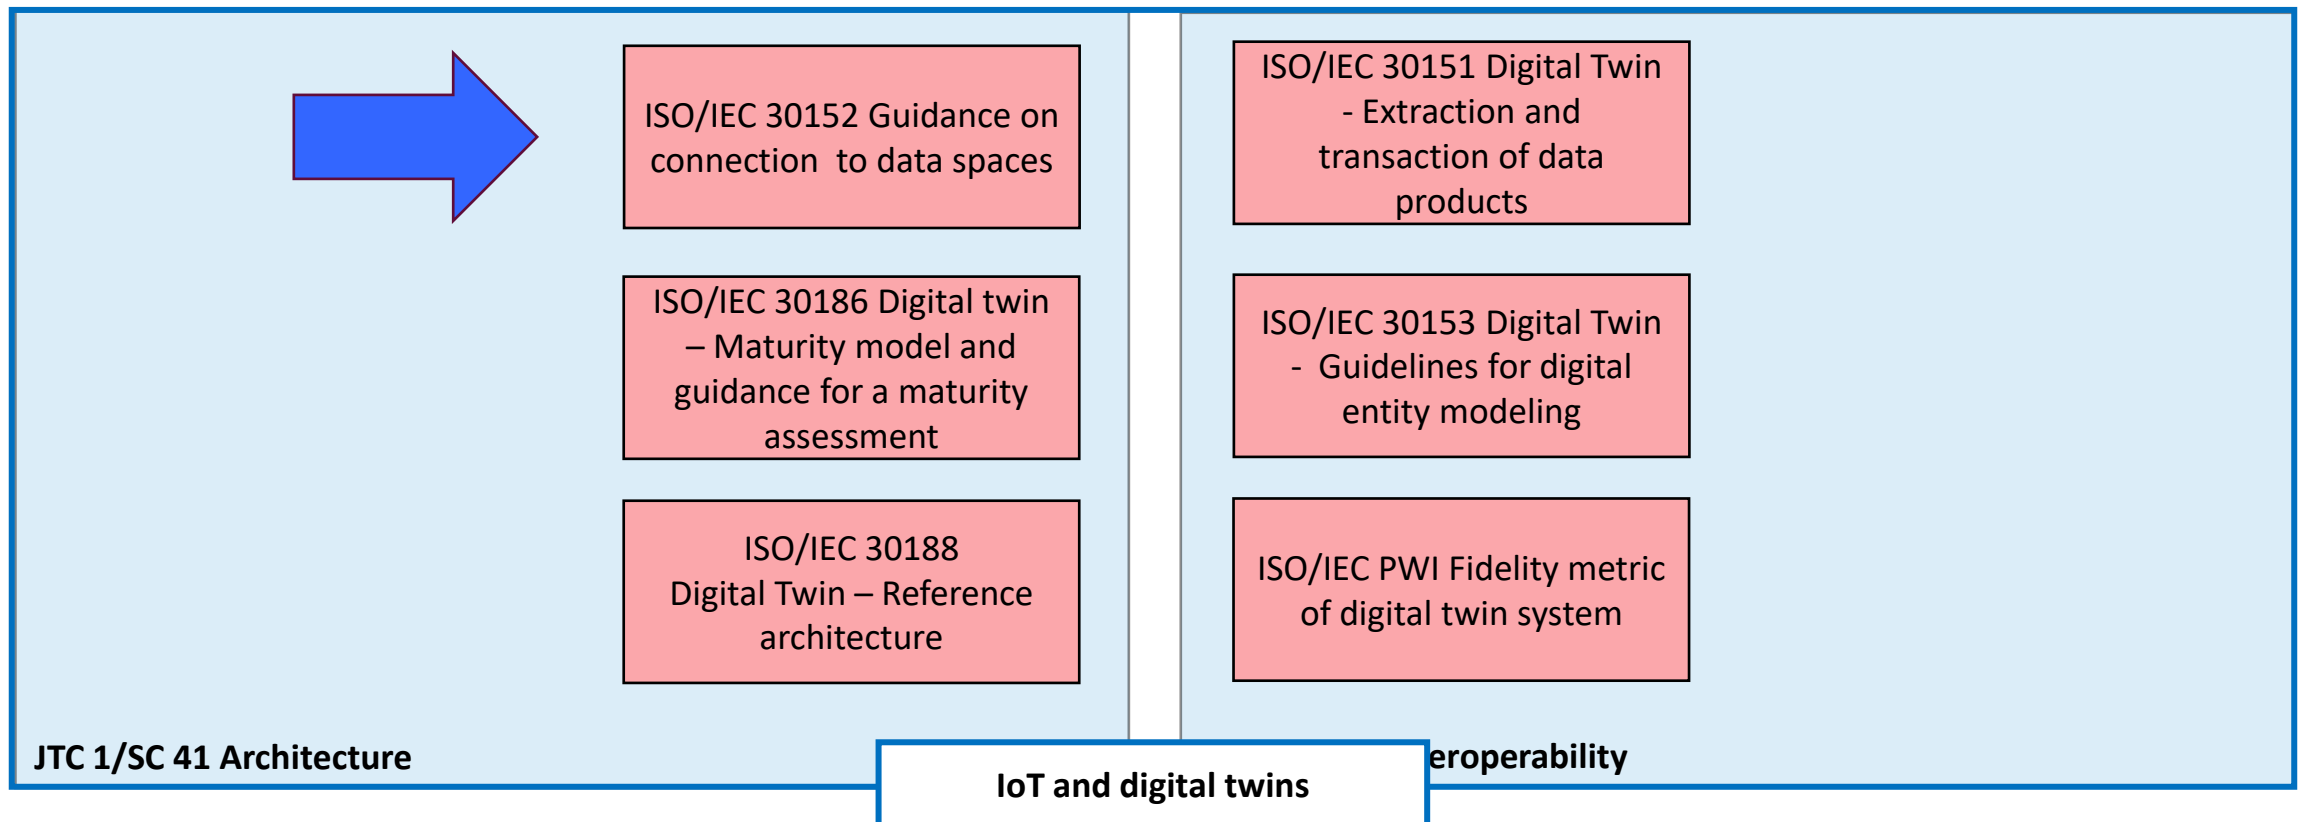 ISO/IEC 30152 Guidance on
connection  to data spaces
ISO/IEC 30186 Digital twin
– Maturity model and
guidance for a maturity
assessment
ISO/IEC 30188
Digital Twin – Reference
architecture
JTC 1/SC 41 Architecture
ISO/IEC 30151 Digital Twin
- Extraction and
transaction of data
products
ISO/IEC 30153 Digital Twin
-  Guidelines for digital
entity modeling
ISO/IEC PWI Fidelity metric
of digital twin system
eroperability
IoT and digital twins